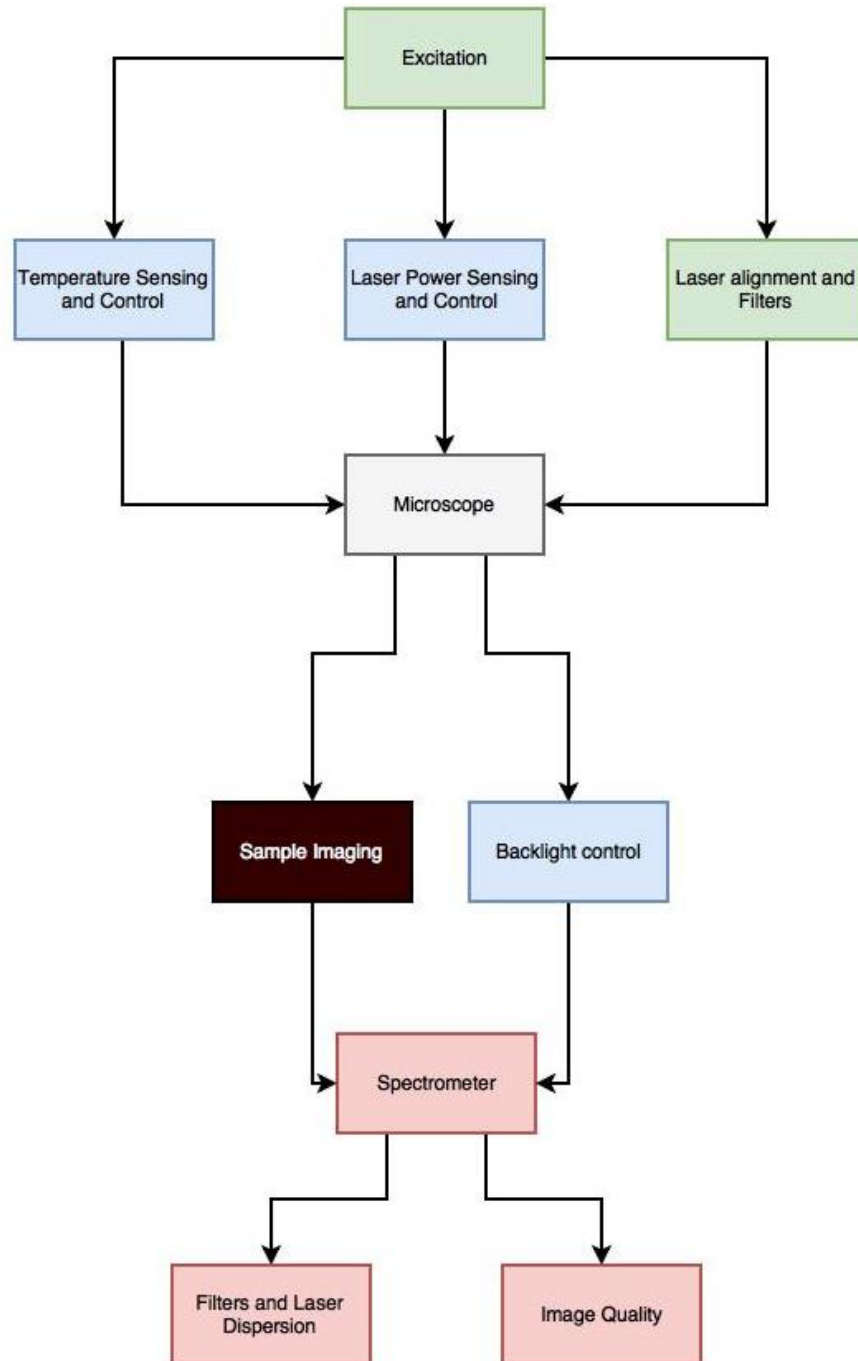 Excitation
Temperature Sensing
and Control
Laser Power Sensing
and Control
Laser alignment and
Filters
Microscope
Sample Imaging
Backlight control
Spectrometer
Filters and Laser
Dispersion
Image Quality